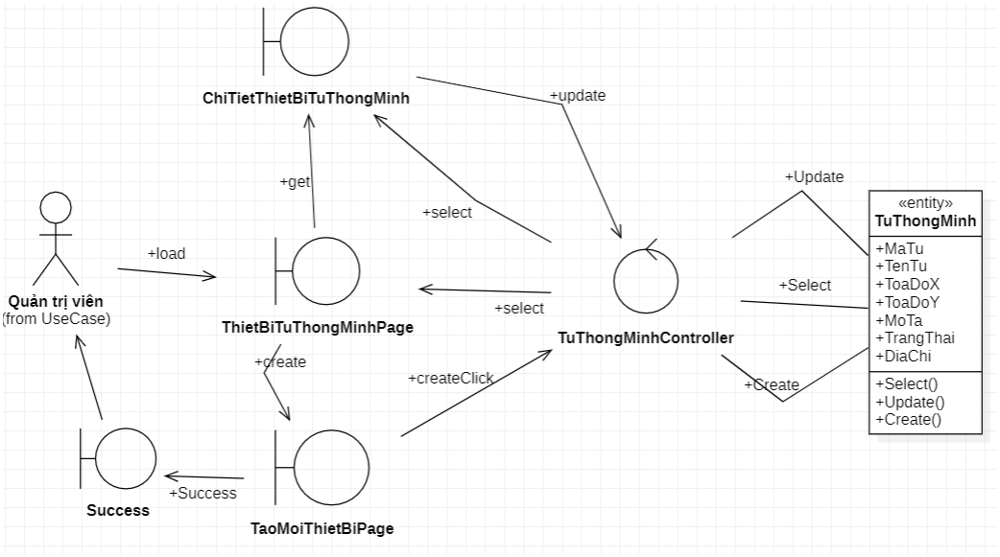 ChiTietThietBiTuThongMinh
+update
+get
+select
+Update
«entity»
TuThongMinh
+MaTu
+TenTu
+ToaDoX
+ToaDoY
+MoTa
+TrangThai
+DiaChi
+Select()
+Update()
+Create()
+load
Quản trị viên
(from UseCase)
ThietBiTuThongMinhPage
+select
+Select
TuThongMinhController
+create
+createClick
+Create
Success
+Success
TaoMoiThietBiPage